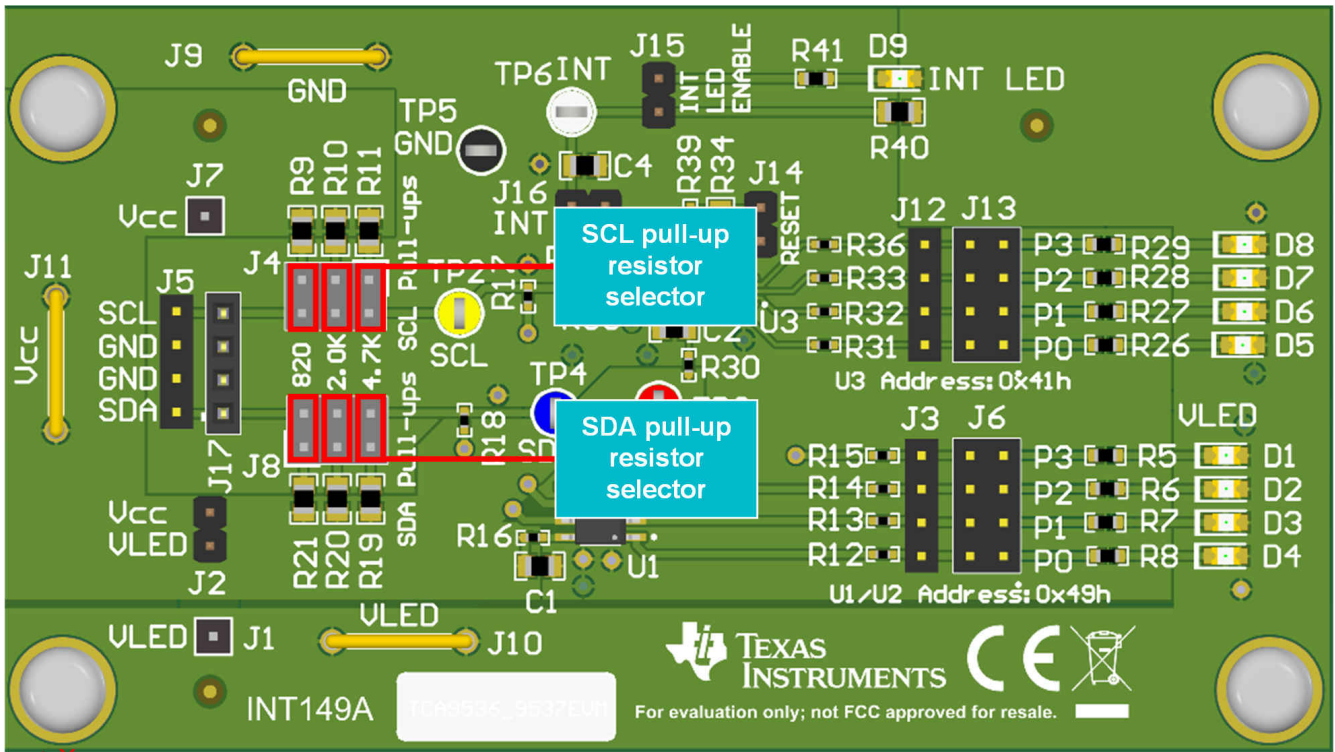 J9
GND
TP5
GND
TP6
INT
J15
INT
LED
ENABLE
R41
D9
INT LED
R40
C4
J16
INT
R39
R34
J14
RESET
J7
Vcc
R9
R10
R11
SCL Pull-ups
J4
J11
Vcc
J5
SCL
GND
GND
SDA
J17
820
2.0K
4.7K
TP2
SCL
R17
SCL pull-up
resistor
selector
C2
U3
R30
J12
J13
R36
R33
R32
R31
P3
P2
P1
P0
R29
R28
R27
R26
D8
D7
D6
D5
U3 Address:0x41h
TP4
R18
SDA pull-up
resistor
selector
J8
SDA Pull-ups
R21
R20
R19
Vcc
VLED
J2
R16
C1
U1
J3
J6
VLED
R15
R14
R13
R12
P3
P2
P1
P0
R5
R6
R7
R8
D1
D2
D3
D4
U1/U2 Address:0x49h
VLED
J1
VLED
J10
INT149A
TCA9536_9537EVM
TEXAS
INSTRUMENTS
CE
For evaluation only; not FCC approved for resale.